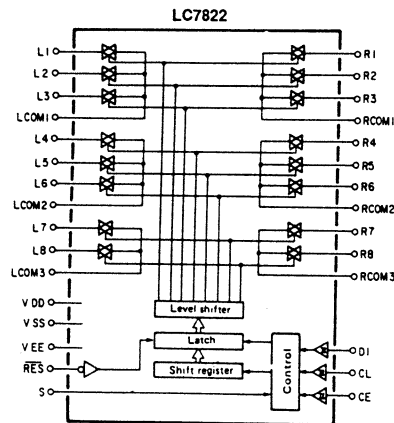 LC7822
L1
L2
L3
LCOM1
L4
L5
L6
LCOM2
L7
L8
LCOM3
VDD
VSS
VEE
RES
S
R1
R2
R3
RCOM1
R4
R5
R6
RCOM2
R7
R8
RCOM3
Level shifter
Latch
Shift register
Control
DI
CL
CE